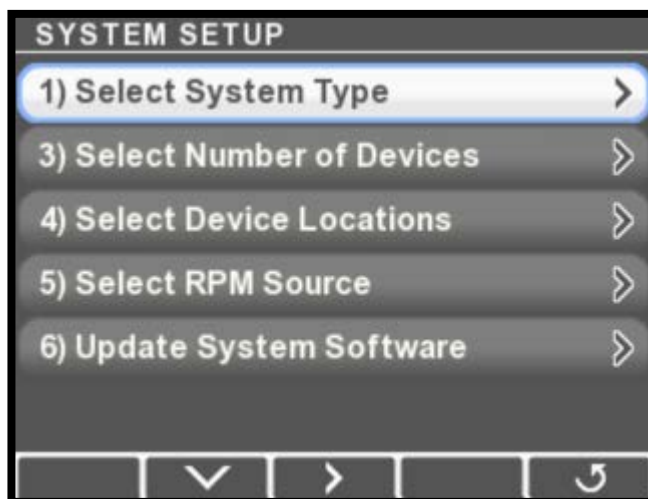 SYSTEM SETUP
1) Select System Type
3) Select Number of Devices
4) Select Device Locations
5) Select RPM Source
6) Update System Software